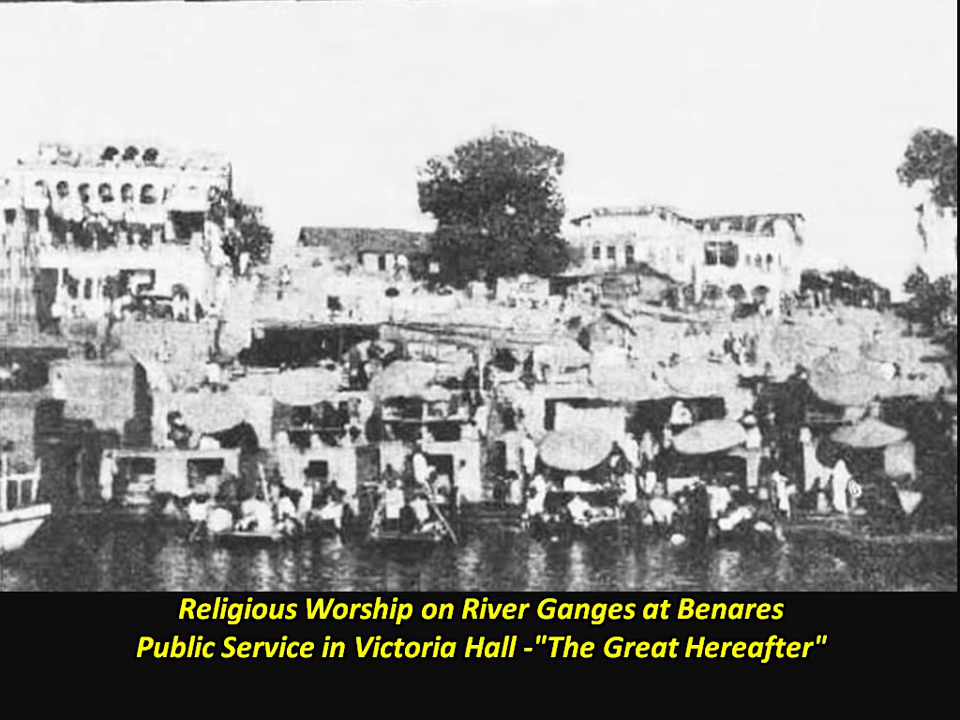 Religious Worship on River Ganges at Benares
Public Service in Victoria Hall -"The Great Hereafter"